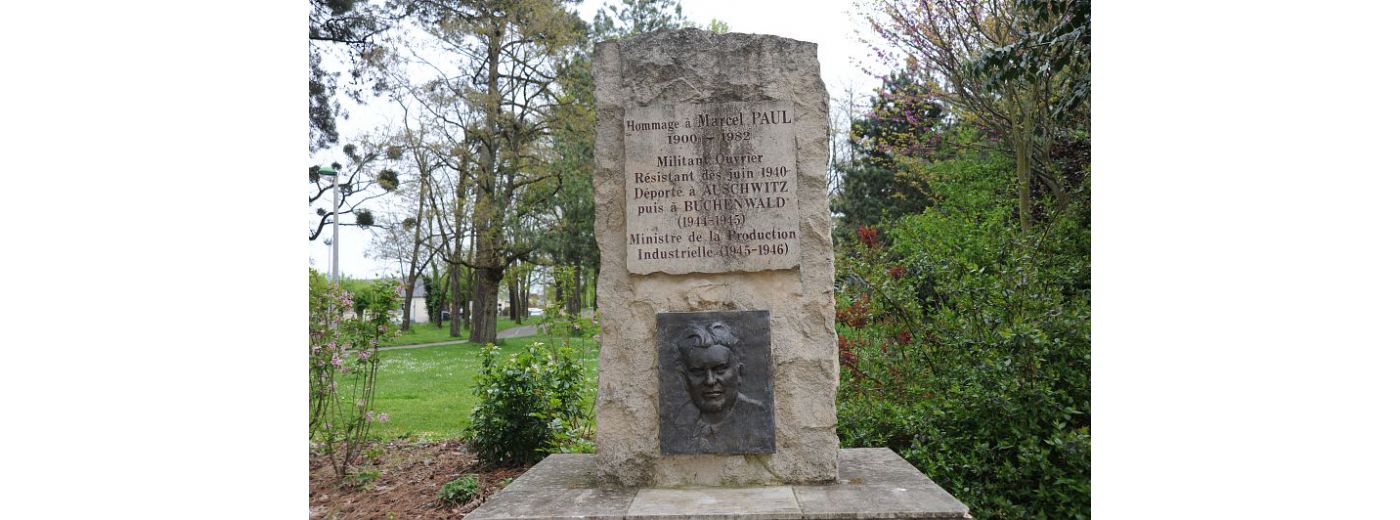 Hommage à Marcel PAUL
1900 - 1982
Militant Ouvrier
Résistant dès juin 1940
Déporté à AUSCHWITZ
puis à BUCHENWALD
(1944-1945)
Ministre de la Production
Industrielle (1945-1946)